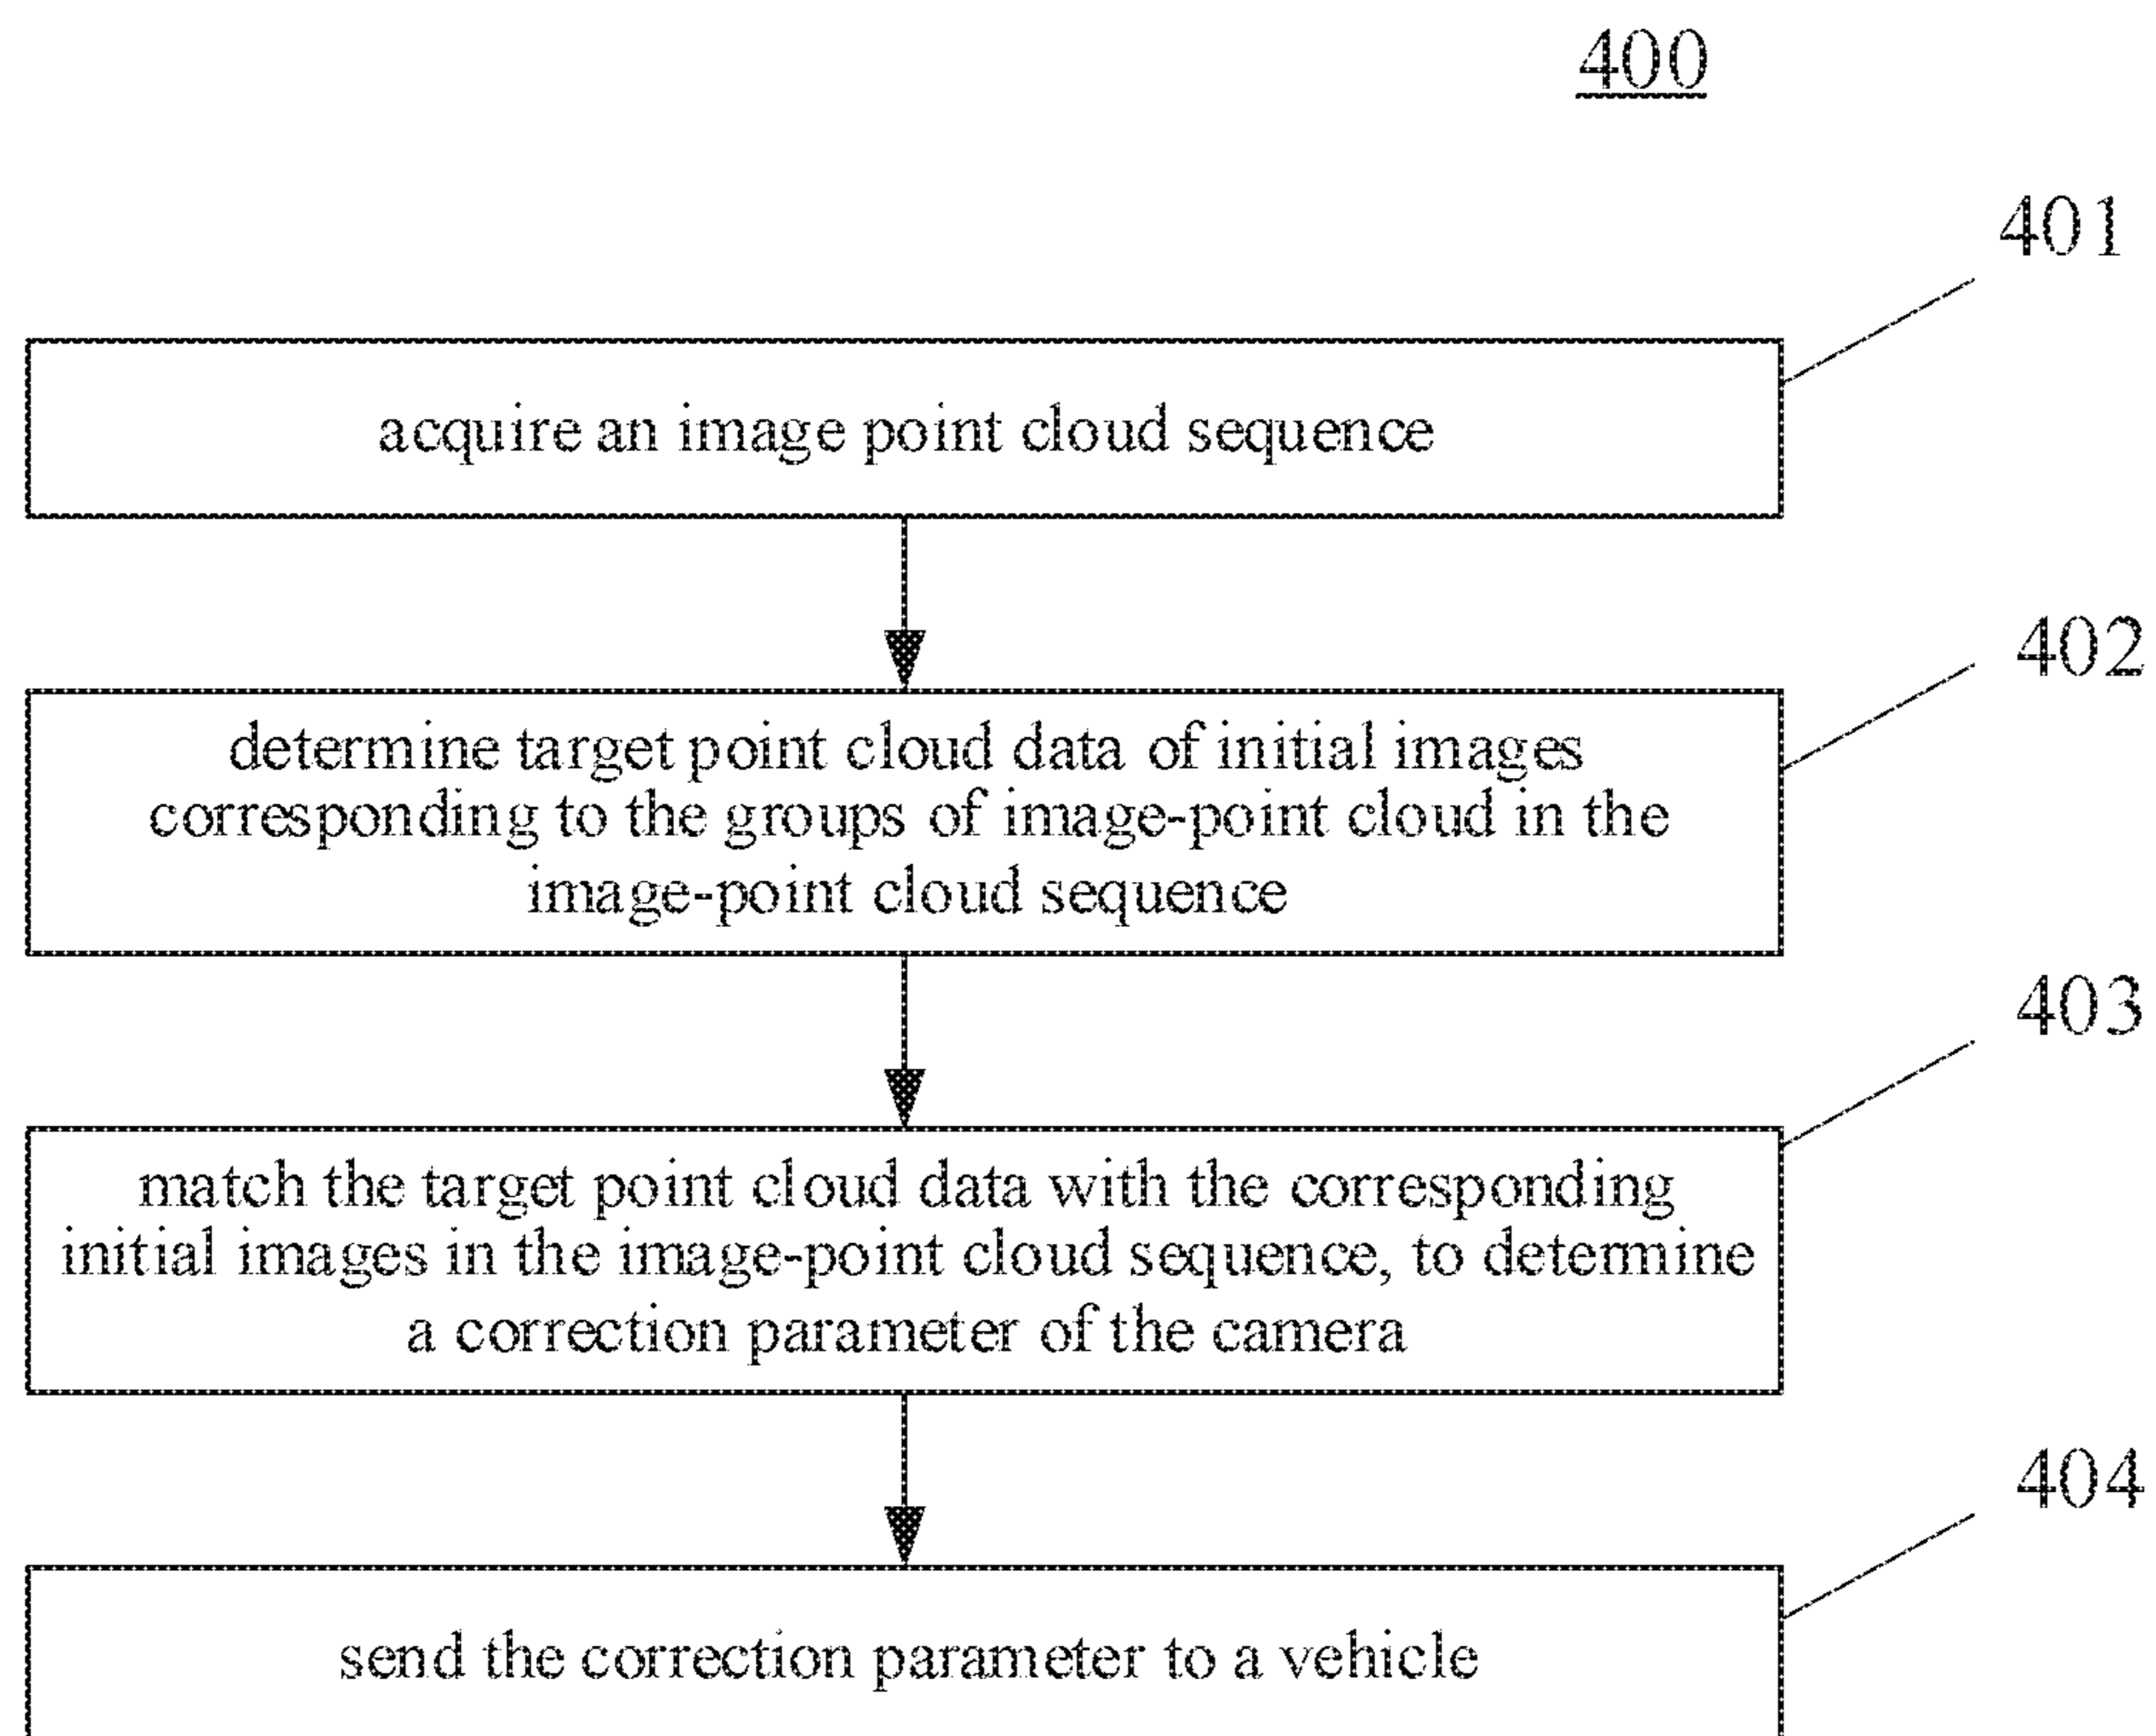 400
401
acquire an image point cloud sequence
402
determine target point cloud data of initial images
corresponding to the groups of image-point cloud in the
image-point cloud sequence
403
match the target point cloud data with the corresponding
initial images in the image-point cloud sequence, to determine
a correction parameter of the camera
404
send the correction parameter to a vehicle